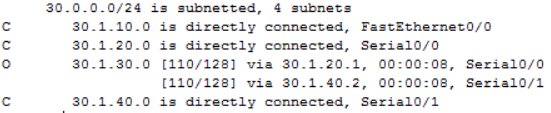 30.0.0.0/24 is subnetted, 4 subnets
C 30.1.10.0 is directly connected, FastEthernet0/0
C 30.1.20.0 is directly connected, Serial0/0
O 30.1.30.0 [110/128] via 30.1.20.1, 00:00:08, Serial0/0
[110/128] via 30.1.40.2, 00:00:08, Serial0/1
C 30.1.40.0 is directly connected, Serial0/1